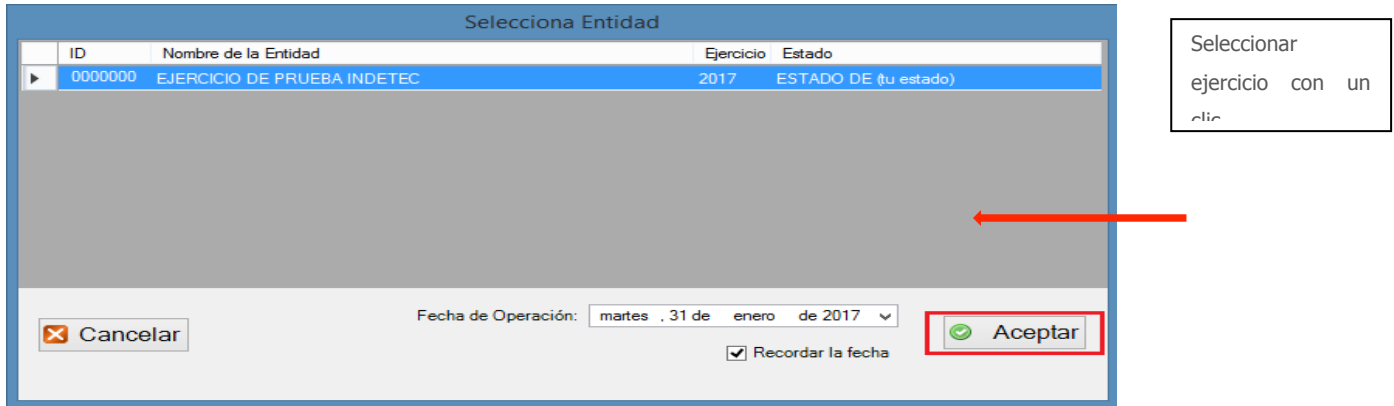 Selecciona Entidad
ID Nombre de la Entidad Ejercicio Estado
0000000 EJERCICIO DE PRUEBA INDETEC 2017 ESTADO DE (tu estado)
Fecha de Operación: martes , 31 de enero de 2017
Recordar la fecha
Cancelar
Aceptar
Seleccionar
ejercicio con un
clic